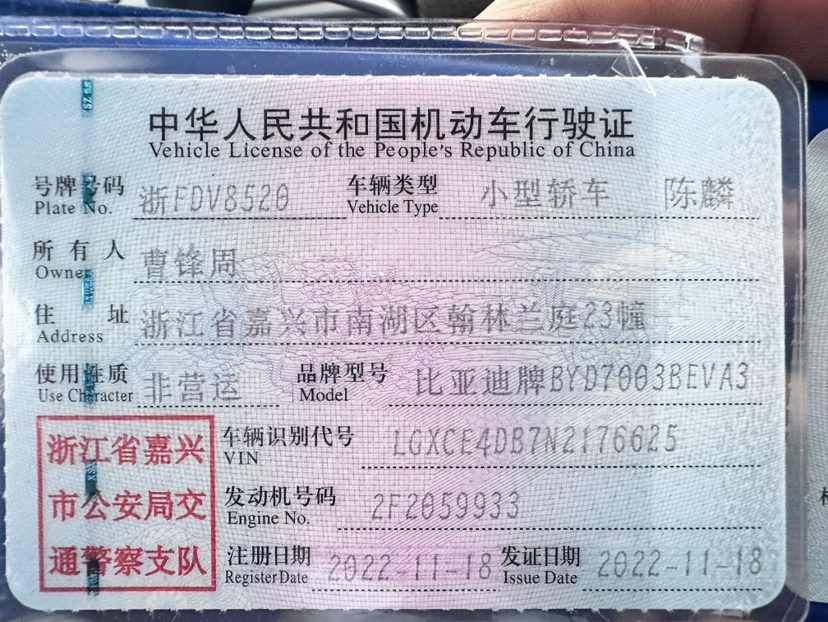 中华人民共和国机动车行驶证
Vehicle License of the People's Republic of China
号牌号码 浙FDV8520 车辆类型 小型轿车 陈麟
Plate No. Vehicle Type
所有人 曹锋周
Owner
住址 浙江省嘉兴市南湖区翰林兰庭23幢
Address
使用性质 非营运 品牌型号 比亚迪牌BYD7003BEVA3
Use Character Model
浙江省嘉兴
市公安局交
通警察支队
车辆识别代号 LGXCE4DB7N2176625
VIN
发动机号码 2F2059933
Engine No.
注册日期 2022-11-18 发证日期 2022-11-18
Register Date Issue Date